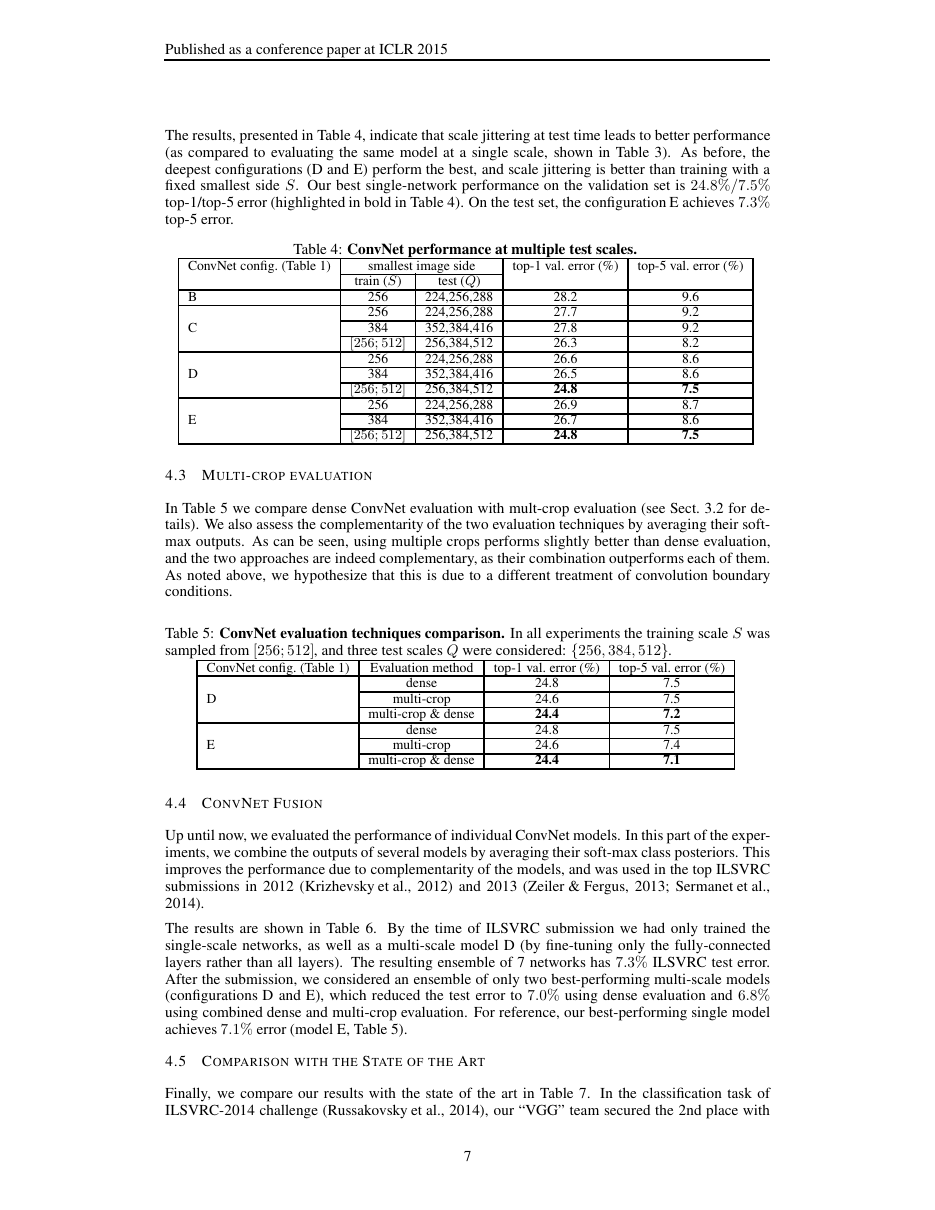 Published as a conference paper at ICLR 2015
The results, presented in Table 4, indicate that scale jittering at test time leads to better performance
(as compared to evaluating the same model at a single scale, shown in Table 3). As before, the
deepest configurations (D and E) perform the best, and scale jittering is better than training with a
fixed smallest side S. Our best single-network performance on the validation set is 24.8%/7.5%
top-1/top-5 error (highlighted in bold in Table 4). On the test set, the configuration E achieves 7.3%
top-5 error.
Table 4: ConvNet performance at multiple test scales.
ConvNet config. (Table 1) smallest image side top-1 val. error (%) top-5 val. error (%)
train (S) test (Q)
B 256 224,256,288 28.2 9.6
256 224,256,288 27.7 9.2
C 384 352,384,416 27.8 9.2
[256; 512] 256,384,512 26.3 8.2
256 224,256,288 26.6 8.6
D 384 352,384,416 26.5 8.6
[256; 512] 256,384,512 24.8 7.5
256 224,256,288 26.9 8.7
E 384 352,384,416 26.7 8.6
[256; 512] 256,384,512 24.8 7.5
4.3 MULTI-CROP EVALUATION
In Table 5 we compare dense ConvNet evaluation with mult-crop evaluation (see Sect. 3.2 for de-
tails). We also assess the complementarity of the two evaluation techniques by averaging their soft-
max outputs. As can be seen, using multiple crops performs slightly better than dense evaluation,
and the two approaches are indeed complementary, as their combination outperforms each of them.
As noted above, we hypothesize that this is due to a different treatment of convolution boundary
conditions.
Table 5: ConvNet evaluation techniques comparison. In all experiments the training scale S was
sampled from [256; 512], and three test scales Q were considered: {256, 384, 512}.
ConvNet config. (Table 1) Evaluation method top-1 val. error (%) top-5 val. error (%)
dense 24.8 7.5
D multi-crop 24.6 7.5
multi-crop & dense 24.4 7.2
dense 24.8 7.5
E multi-crop 24.6 7.4
multi-crop & dense 24.4 7.1
4.4 CONVNET FUSION
Up until now, we evaluated the performance of individual ConvNet models. In this part of the exper-
iments, we combine the outputs of several models by averaging their soft-max class posteriors. This
improves the performance due to complementarity of the models, and was used in the top ILSVRC
submissions in 2012 (Krizhevsky et al., 2012) and 2013 (Zeiler & Fergus, 2013; Sermanet et al.,
2014).
The results are shown in Table 6. By the time of ILSVRC submission we had only trained the
single-scale networks, as well as a multi-scale model D (by fine-tuning only the fully-connected
layers rather than all layers). The resulting ensemble of 7 networks has 7.3% ILSVRC test error.
After the submission, we considered an ensemble of only two best-performing multi-scale models
(configurations D and E), which reduced the test error to 7.0% using dense evaluation and 6.8%
using combined dense and multi-crop evaluation. For reference, our best-performing single model
achieves 7.1% error (model E, Table 5).
4.5 COMPARISON WITH THE STATE OF THE ART
Finally, we compare our results with the state of the art in Table 7. In the classification task of
ILSVRC-2014 challenge (Russakovsky et al., 2014), our “VGG” team secured the 2nd place with
7